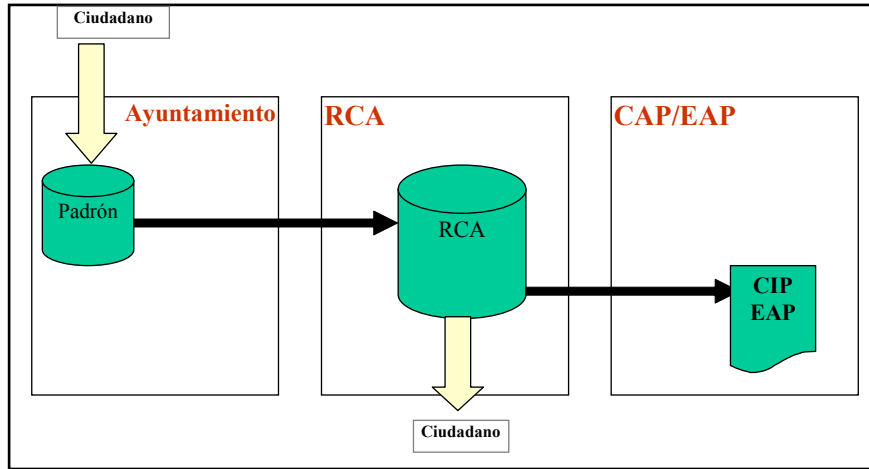 Ciudadano
Ayuntamiento
RCA
CAP/EAP
Padrón
RCA
CIP
EAP
Ciudadano